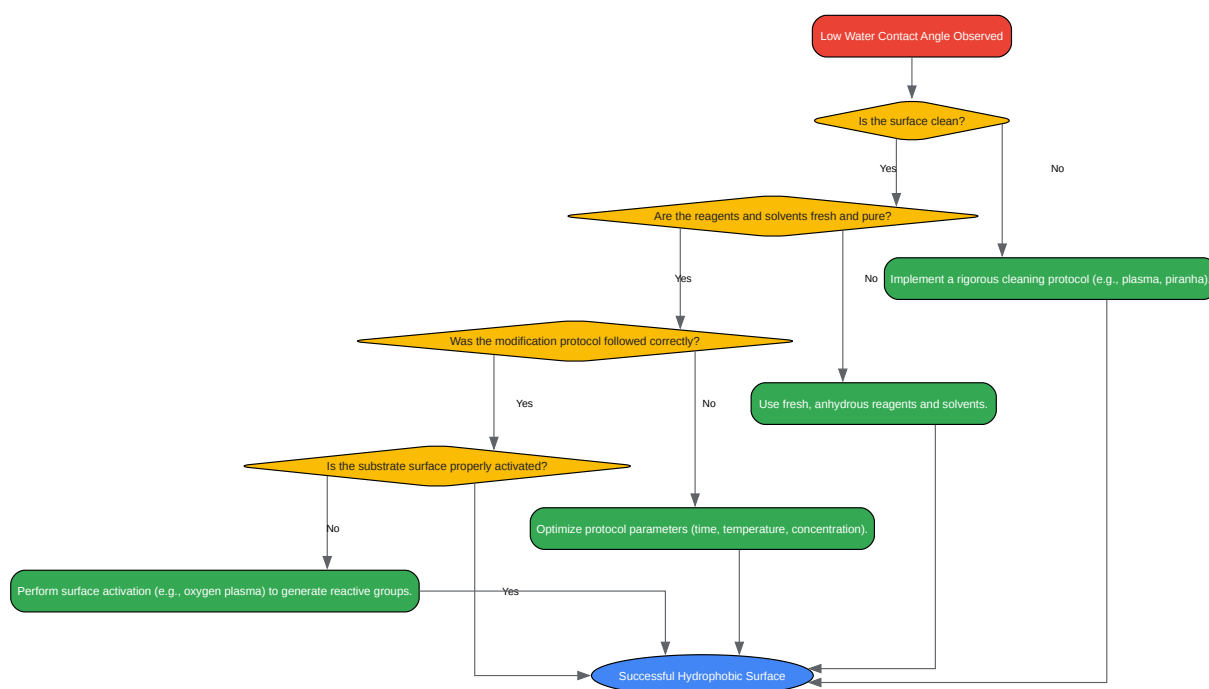 Low Water Contact Angle Observed
Is the surface clean?
Yes
No
Are the reagents and solvents fresh and pure?
Yes
No
Implement a rigorous cleaning protocol (e.g., plasma, piranha)
Was the modification protocol followed correctly?
Yes
No
Use fresh, anhydrous reagents and solvents.
Is the substrate surface properly activated?
No
Optimize protocol parameters (time, temperature, concentration).
Perform surface activation (e.g., oxygen plasma) to generate reactive groups.
Yes
Successful Hydrophobic Surface